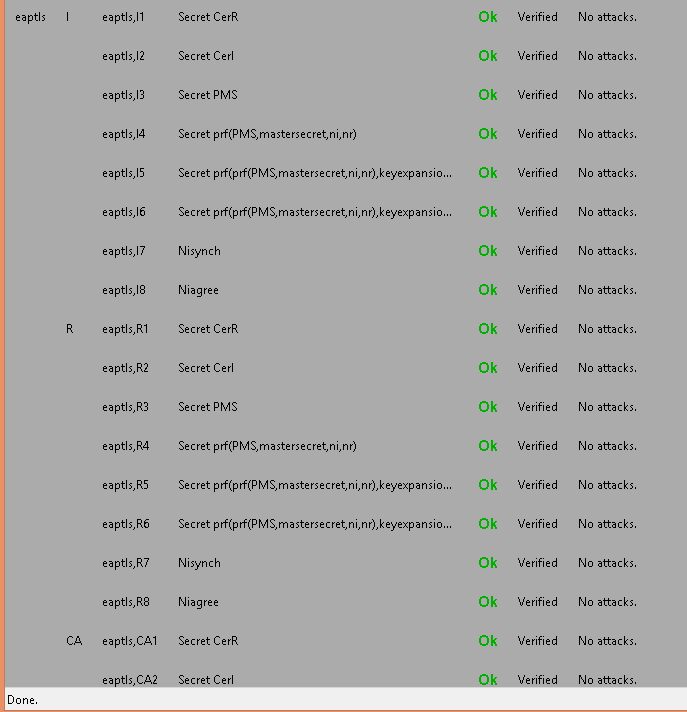 eaptls I eaptls,I1 Secret CerR Ok Verified No attacks.
eaptls,I2 Secret CerI Ok Verified No attacks.
eaptls,I3 Secret PMS Ok Verified No attacks.
eaptls,I4 Secret prf(PMS,mastersecret,ni,nr) Ok Verified No attacks.
eaptls,I5 Secret prf(prf(PMS,mastersecret,ni,nr),keyexpansio... Ok Verified No attacks.
eaptls,I6 Secret prf(prf(PMS,mastersecret,ni,nr),keyexpansio... Ok Verified No attacks.
eaptls,I7 Nisynch Ok Verified No attacks.
eaptls,I8 Niagree Ok Verified No attacks.
R eaptls,R1 Secret CerR Ok Verified No attacks.
eaptls,R2 Secret CerI Ok Verified No attacks.
eaptls,R3 Secret PMS Ok Verified No attacks.
eaptls,R4 Secret prf(PMS,mastersecret,ni,nr) Ok Verified No attacks.
eaptls,R5 Secret prf(prf(PMS,mastersecret,ni,nr),keyexpansio... Ok Verified No attacks.
eaptls,R6 Secret prf(prf(PMS,mastersecret,ni,nr),keyexpansio... Ok Verified No attacks.
eaptls,R7 Nisynch Ok Verified No attacks.
eaptls,R8 Niagree Ok Verified No attacks.
CA eaptls,CA1 Secret CerR Ok Verified No attacks.
eaptls,CA2 Secret CerI Ok Verified No attacks.
Done.